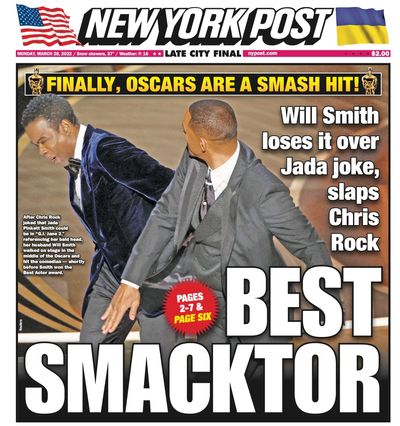 NEW YORK POST
MONDAY, MARCH 28, 2022 / Snow showers, 37° / Weather: P. 18 ★★ LATE CITY FINAL nypost.com $2.00
FINALLY, OSCARS ARE A SMASH HIT!
Will Smith
loses it over
Jada joke,
slaps
Chris
Rock
After Chris Rock
joked that Jada
Pinkett Smith could
be in “G.I. Jane 2,”
referencing her bald head,
her husband Will Smith
walked on stage in the
middle of the Oscars and
hit the comedian — shortly
before Smith won the
Best Actor award.
PAGES
2-7 &
PAGE SIX
Reuters
BEST
SMACKTOR